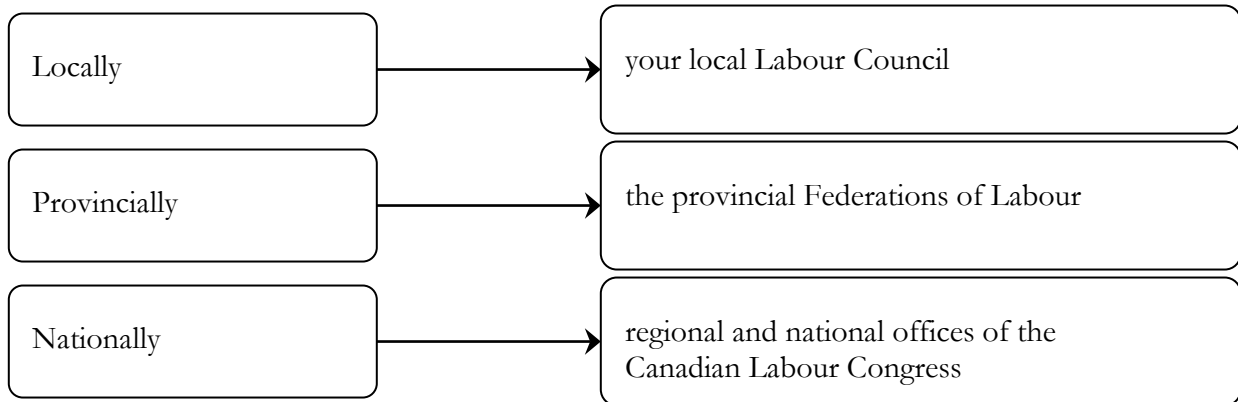 Locally
your local Labour Council
Provincially
the provincial Federations of Labour
Nationally
regional and national offices of the
Canadian Labour Congress